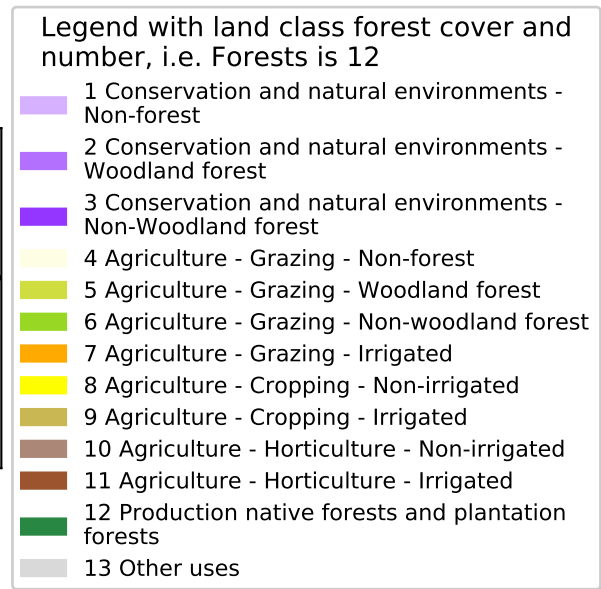 Legend with land class forest cover and
number, i.e. Forests is 12
1 Conservation and natural environments -
Non-forest
2 Conservation and natural environments -
Woodland forest
3 Conservation and natural environments -
Non-Woodland forest
4 Agriculture - Grazing - Non-forest
5 Agriculture - Grazing - Woodland forest
6 Agriculture - Grazing - Non-woodland forest
7 Agriculture - Grazing - Irrigated
8 Agriculture - Cropping - Non-irrigated
9 Agriculture - Cropping - Irrigated
10 Agriculture - Horticulture - Non-irrigated
11 Agriculture - Horticulture - Irrigated
12 Production native forests and plantation
forests
13 Other uses